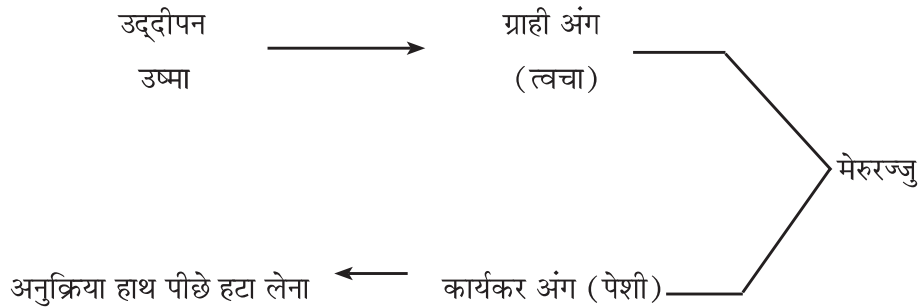 उद्दीपन
उष्मा
ग्राही अंग
(त्वचा)
मेरुरज्जु
कार्यकर अंग (पेशी)
अनुक्रिया हाथ पीछे हटा लेना